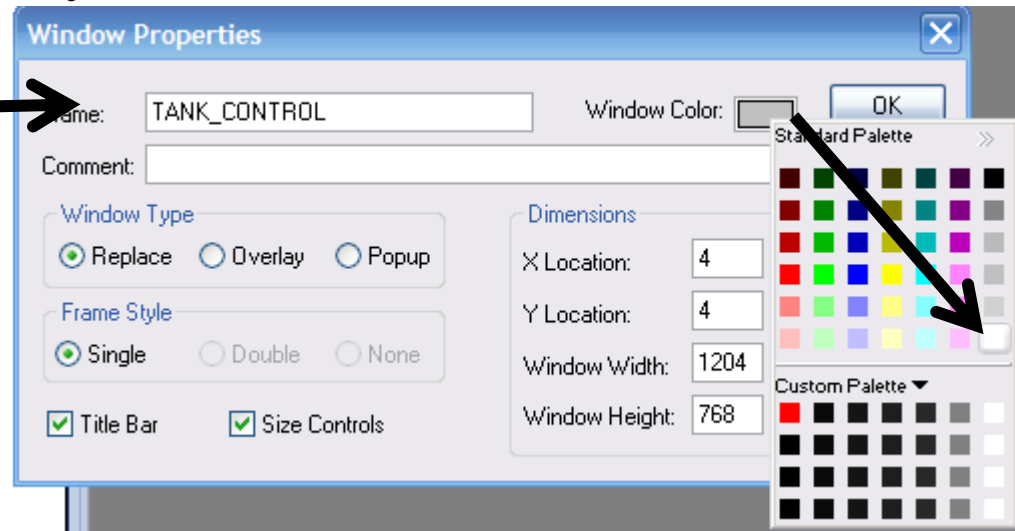 Window Properties
Name: TANK_CONTROL Window Color: OK
Standard Palette
Comment:
Window Type
Replace Overlay Popup
Frame Style
Single Double None
Title Bar Size Controls
Dimensions
X Location: 4
Y Location: 4
Window Width: 1204
Window Height: 768
Custom Palette